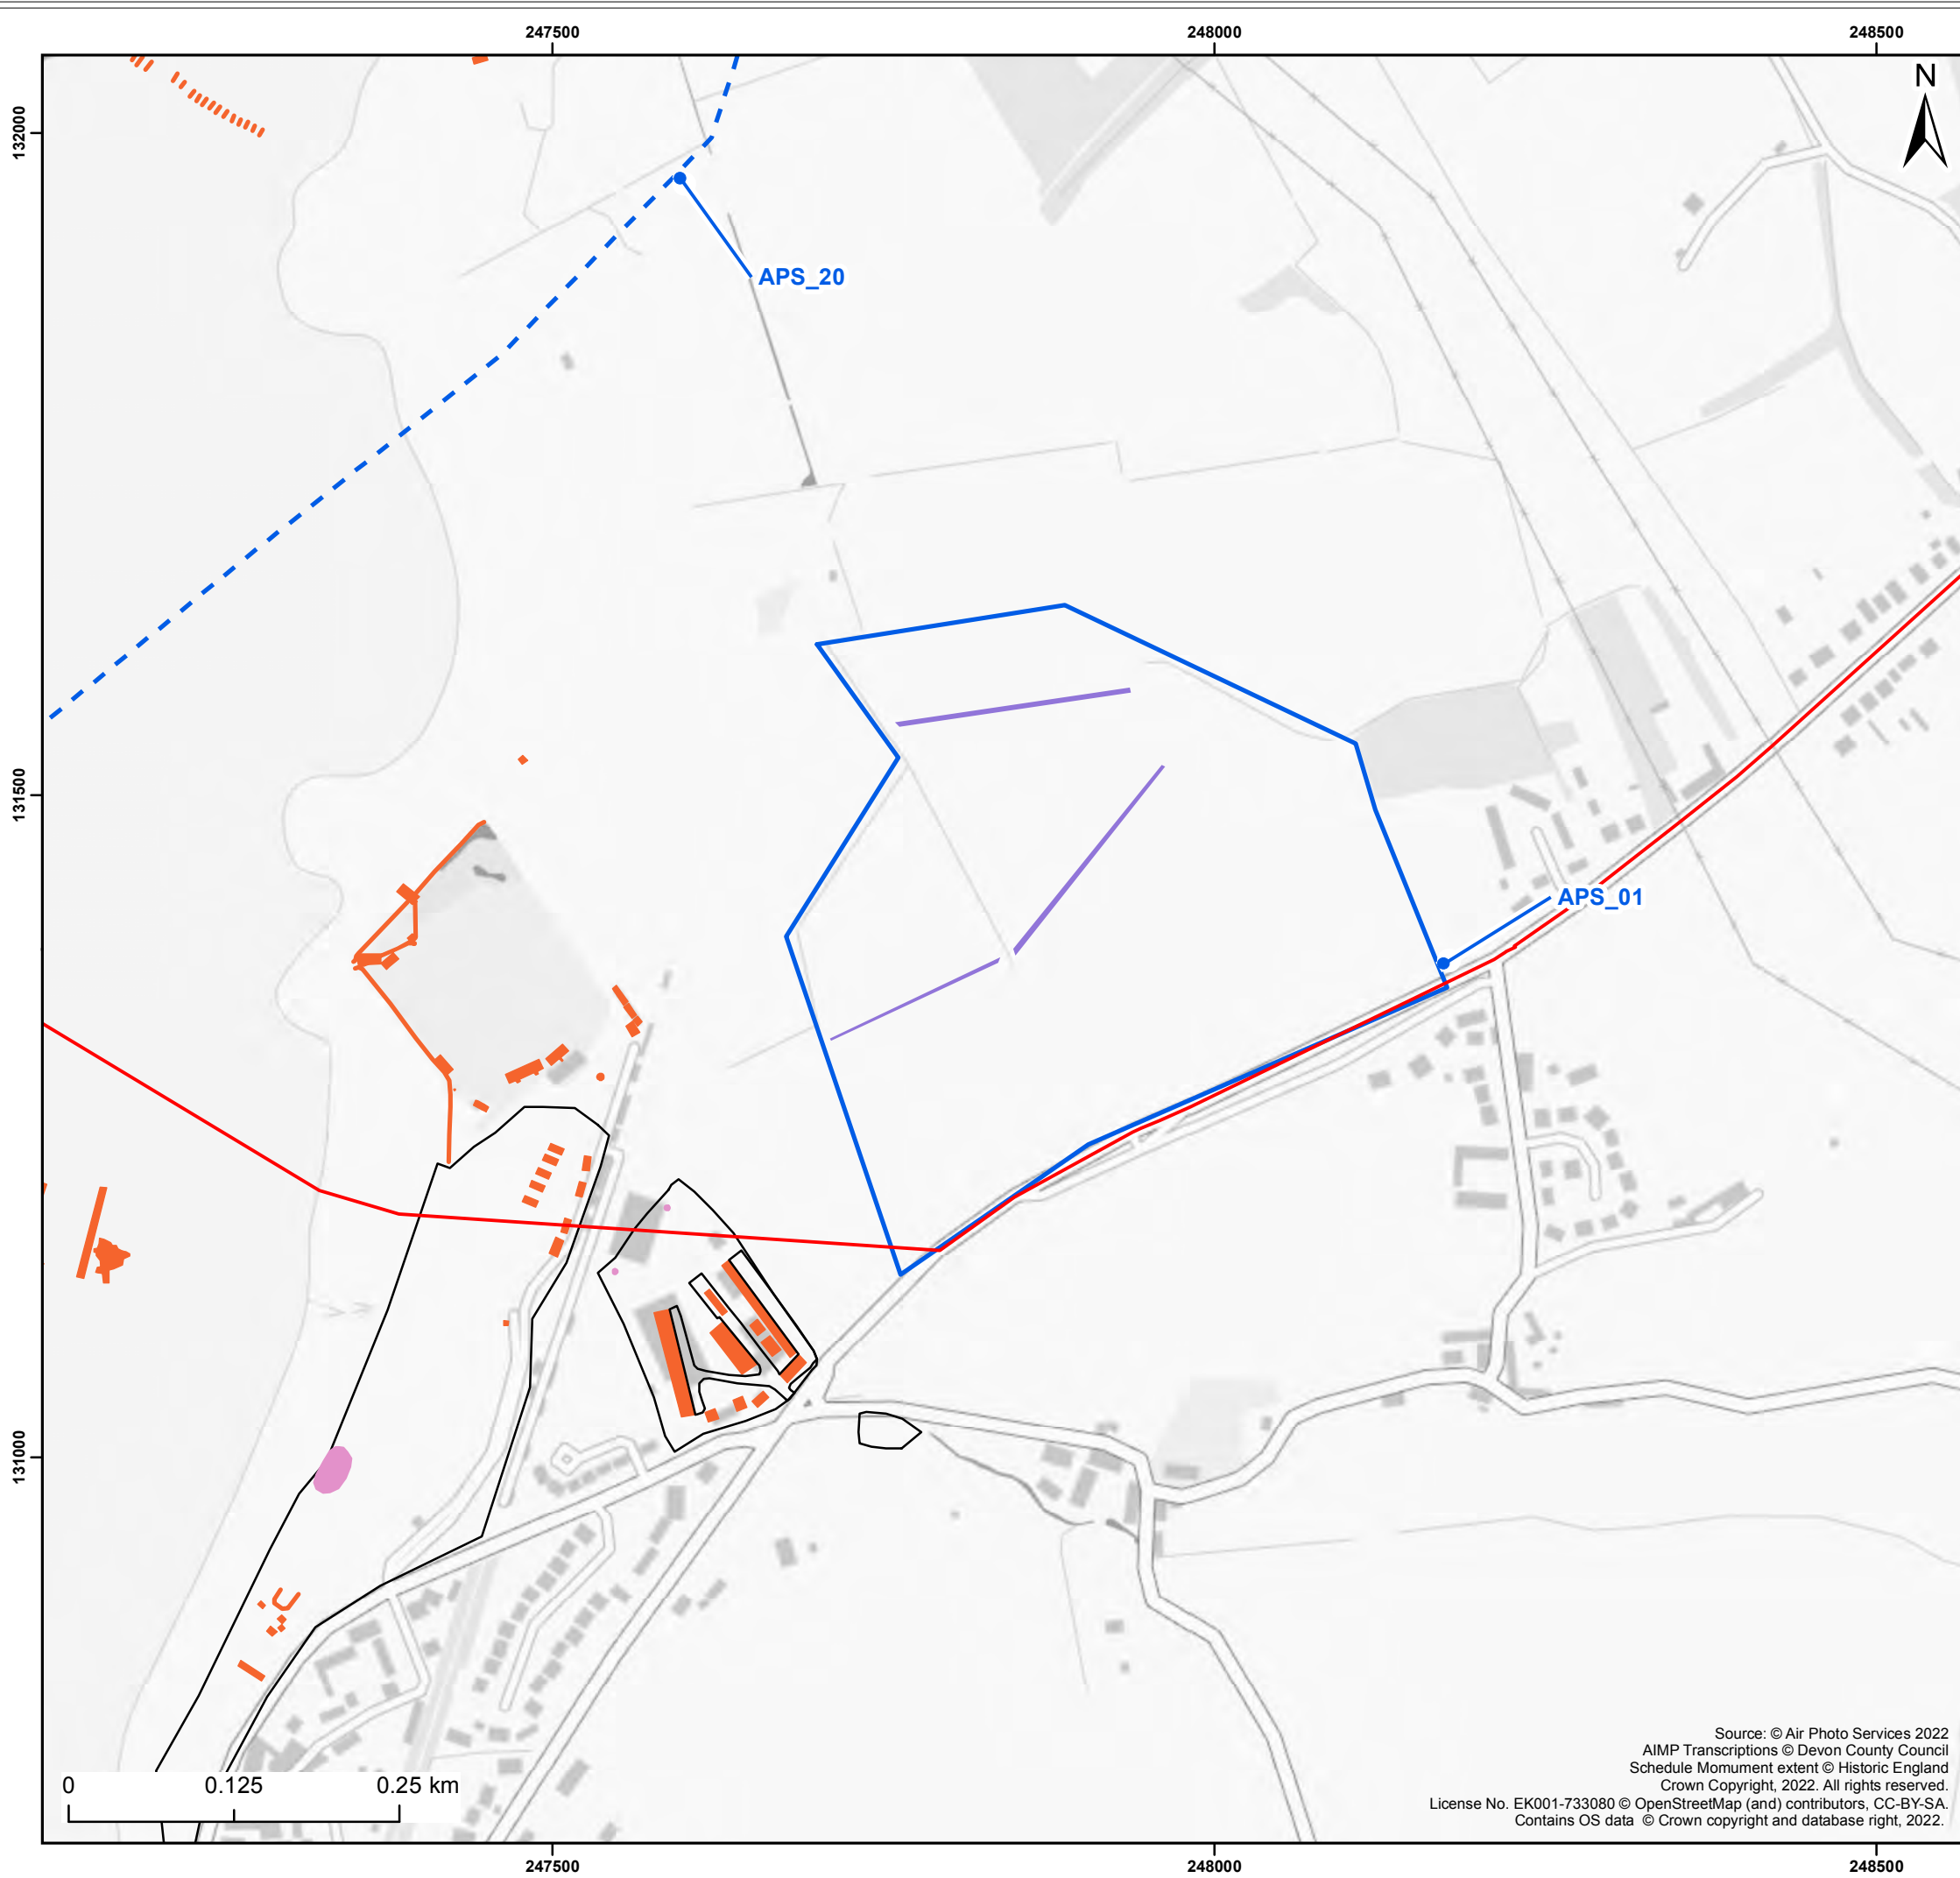 247500
248000
248500
132000
N
APS_20
131500
APS_01
131000
0
0.125
0.25 km
Source: © Air Photo Services 2022
AIMP Transcriptions © Devon County Council
Schedule Momument extent © Historic England
Crown Copyright, 2022. All rights reserved.
License No. EK001-733080 © OpenStreetMap (and) contributors, CC-BY-SA.
Contains OS data © Crown copyright and database right, 2022.
247500
248000
248500